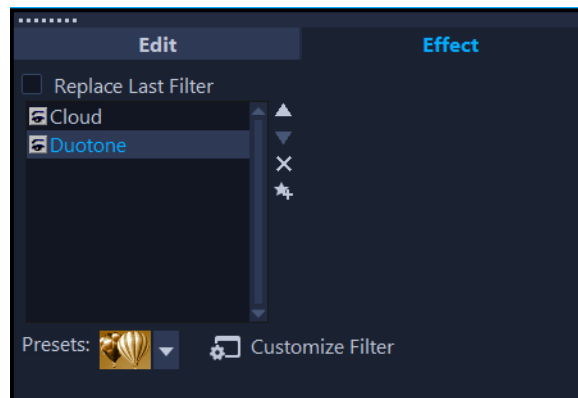 Edit Effect
Replace Last Filter
Cloud
Duotone
Presets: Customize Filter